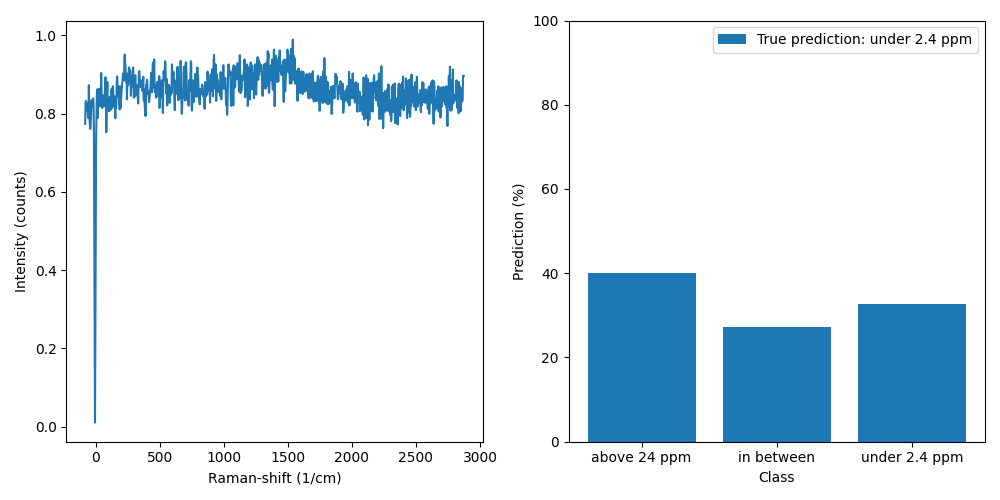 1.0
0.8
0.6
0.4
0.2
0.0
Intensity (counts)
0 500 1000 1500 2000 2500 3000
Raman-shift (1/cm)
100
80
60
40
20
0
Prediction (%)
True prediction: under 2.4 ppm
above 24 ppm in between under 2.4 ppm
Class